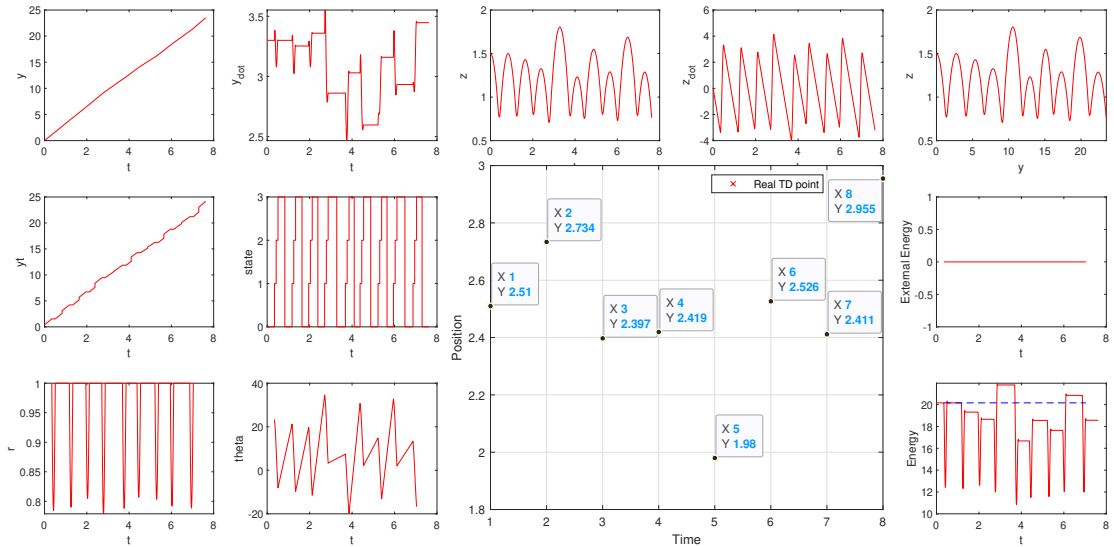 25
20
15
10
5
0
y
0 2 4 6 8
t
3.5
3
2.5
y_dot
0 2 4 6 8
t
2
1.5
1
0.5
z
0 2 4 6 8
t
6
4
2
0
-2
-4
z_dot
0 2 4 6 8
t
2
1.5
1
0.5
z
0 5 10 15 20
y
25
20
15
10
5
0
yt
0 2 4 6 8
t
3
2
1
0
state
0 2 4 6 8
t
3
2.8
2.6
2.4
2.2
2
1.8
Position
1 2 3 4 5 6 7 8
Time
Real TD point
X 1
Y 2.51
X 2
Y 2.734
X 3
Y 2.397
X 4
Y 2.419
X 5
Y 1.98
X 6
Y 2.526
X 7
Y 2.411
X 8
Y 2.955
1
0.5
0
-0.5
-1
External Energy
0 2 4 6 8
t
1
0.95
0.9
0.85
0.8
r
0 2 4 6 8
t
40
20
0
-20
theta
0 2 4 6 8
t
20
18
16
14
12
10
Energy
0 2 4 6 8
t